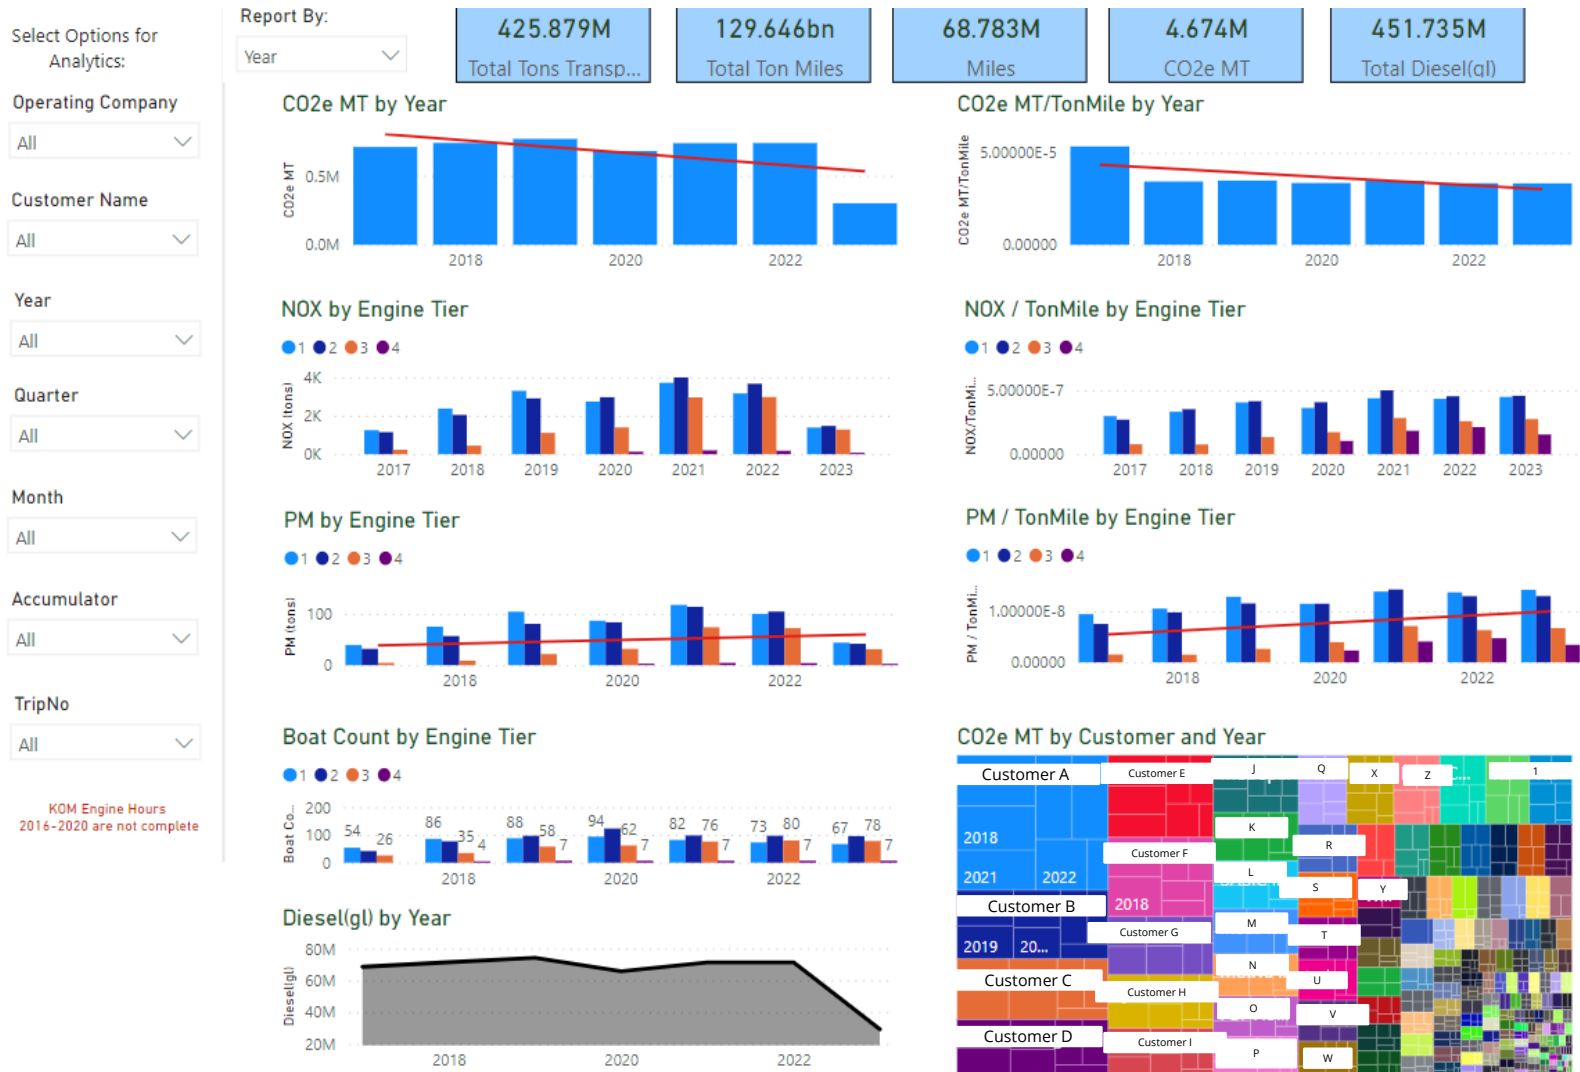 Select Options for
Analytics:
Report By:
Year
425.879M
Total Tons Transp...
129.646bn
Total Ton Miles
68.783M
Miles
4.674M
CO2e MT
451.735M
Total Diesel(gl)
Operating Company
All
Customer Name
All
Year
All
Quarter
All
Month
All
Accumulator
All
TripNo
All
KOM Engine Hours
2016-2020 are not complete
CO2e MT by Year
CO2e MT
0.5M
0.0M
2018 2020 2022
CO2e MT/TonMile by Year
CO2e MT/TonMile
5.00000E-5
0.00000
2018 2020 2022
NOX by Engine Tier
1 2 3 4
NOX (tons)
4K
2K
0K
2017 2018 2019 2020 2021 2022 2023
NOX / TonMile by Engine Tier
1 2 3 4
NOX/TonMi...
5.00000E-7
0.00000
2017 2018 2019 2020 2021 2022 2023
PM by Engine Tier
1 2 3 4
PM (tons)
100
0
2018 2020 2022
PM / TonMile by Engine Tier
1 2 3 4
PM / TonMi...
1.00000E-8
0.00000
2018 2020 2022
Boat Count by Engine Tier
1 2 3 4
Boat Co...
200
100
0
54 26 86 35 4 88 58 7 94 62 7 82 76 7 73 80 7 67 78 7
2018 2020 2022
Diesel(gl) by Year
Diesel(gl)
80M
60M
40M
20M
2018 2020 2022
CO2e MT by Customer and Year
Customer A
2018
2021 2022
Customer B
2019 20...
Customer C
Customer D
Customer E
Customer F
2018
Customer G
Customer H
Customer I
J
K
L
M
N
O
P
Q
R
S
T
U
V
W
X
Y
Z
C...
1